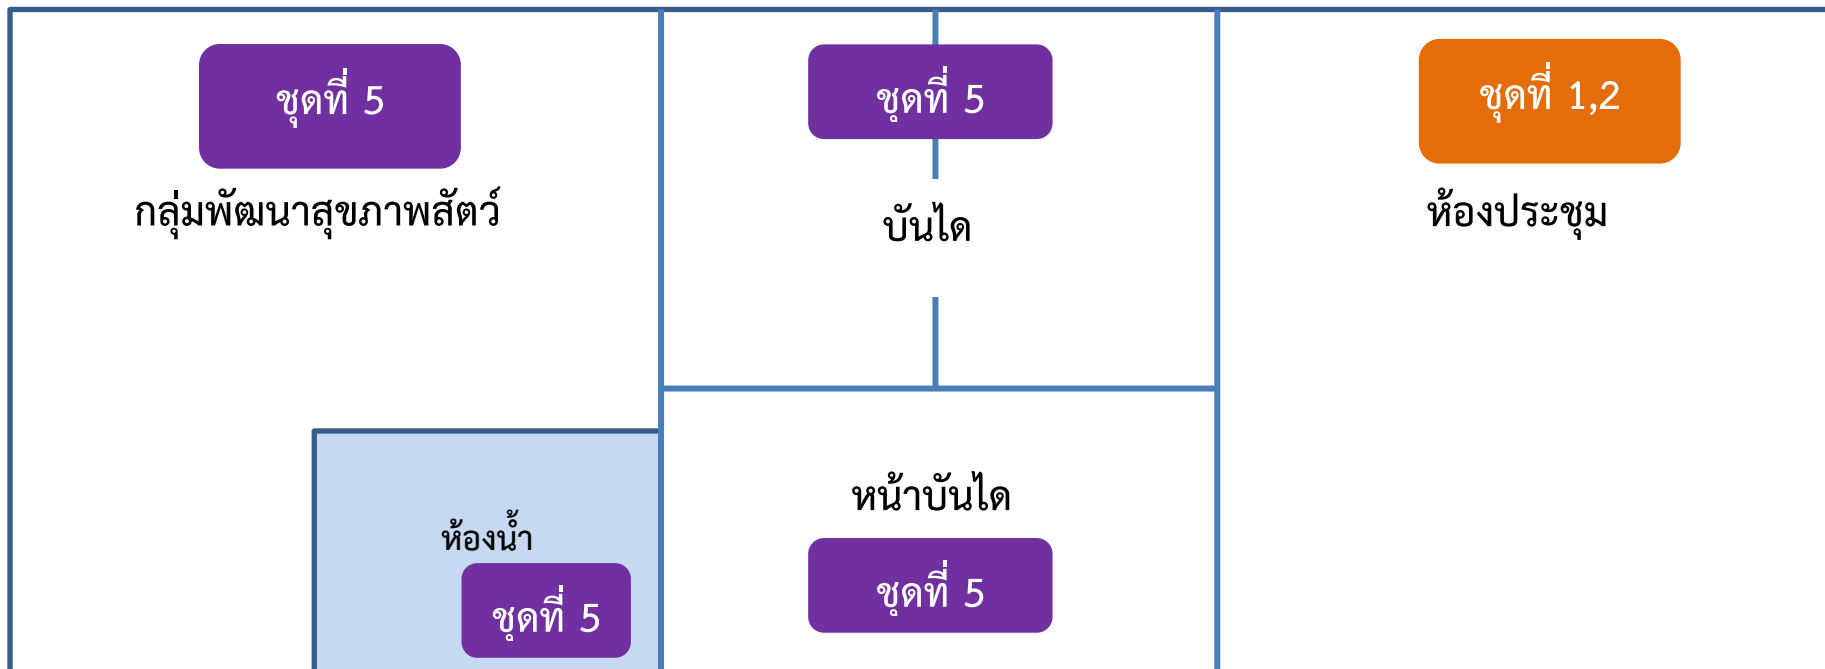 ชุดที่ 5
กลุ่มพัฒนาสุขภาพสัตว์
ชุดที่ 5
บันได
ชุดที่ 1,2
ห้องประชุม
ห้องน้ำ
ชุดที่ 5
หน้าบันได
ชุดที่ 5